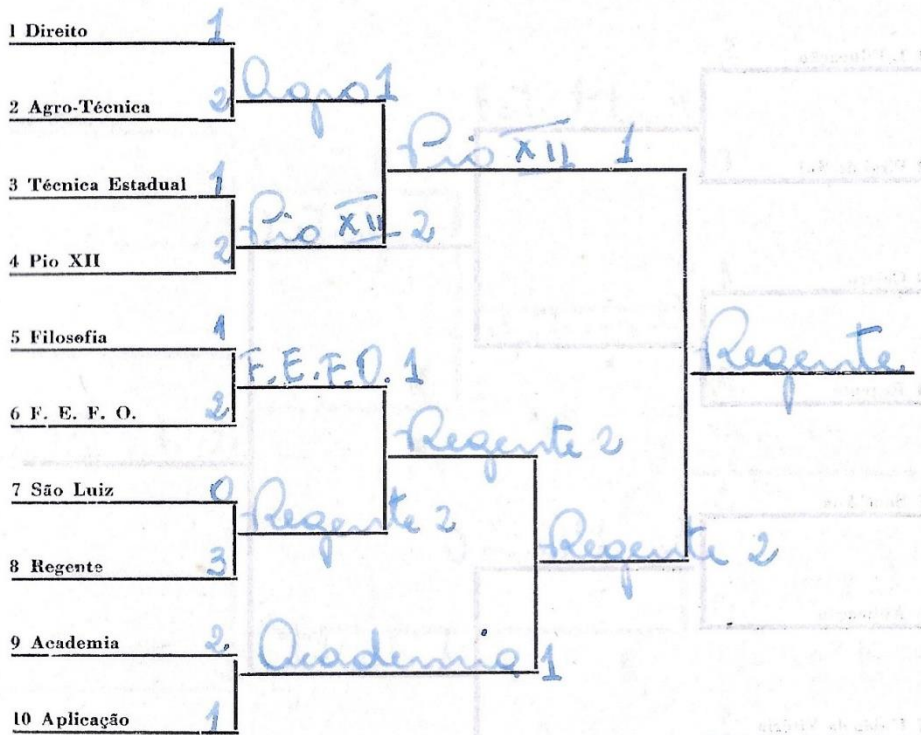 1 Direito 1
Agro 1
2 Agro-Técnica 2
Pio XII 1
3 Técnica Estadual 1
Pio XII 2
4 Pio XII 2
5 Filosofia 1
F.E.F.O. 1
Regente
6 F. E. F. O. 2
Regente 2
7 São Luiz 0
Regente 2
Regente 2
8 Regente 3
9 Academia 2
Academia 1
10 Aplicação 1